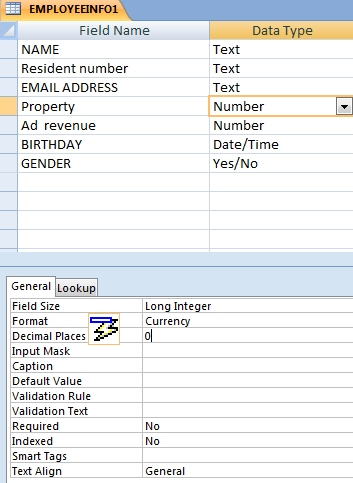 EMPLOYEEINFO1
Field Name Data Type
NAME Text
Resident number Text
EMAIL ADDRESS Text
Property Number
Ad revenue Number
BIRTHDAY Date/Time
GENDER Yes/No
General Lookup
Field Size Long Integer
Format Currency
Decimal Places 0
Input Mask
Caption
Default Value
Validation Rule
Validation Text
Required No
Indexed No
Smart Tags
Text Align General